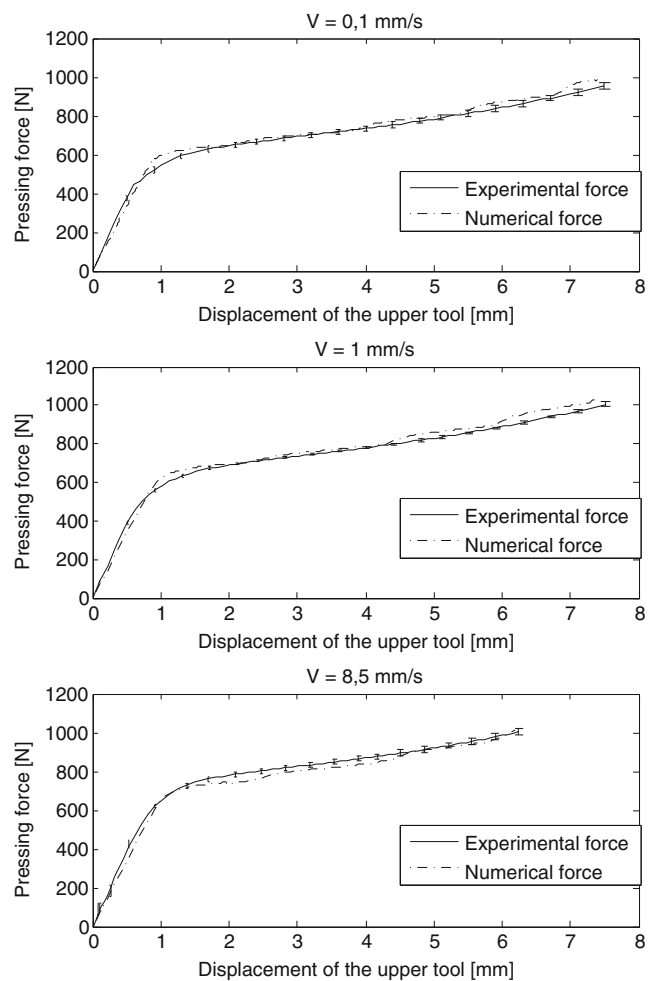 V = 0,1 mm/s
1200
1000
800
600
400
200
0
Pressing force [N]
Experimental force
Numerical force
0 1 2 3 4 5 6 7 8
Displacement of the upper tool [mm]
V = 1 mm/s
1200
1000
800
600
400
200
0
Pressing force [N]
Experimental force
Numerical force
0 1 2 3 4 5 6 7 8
Displacement of the upper tool [mm]
V = 8,5 mm/s
1200
1000
800
600
400
200
0
Pressing force [N]
Experimental force
Numerical force
0 1 2 3 4 5 6 7 8
Displacement of the upper tool [mm]